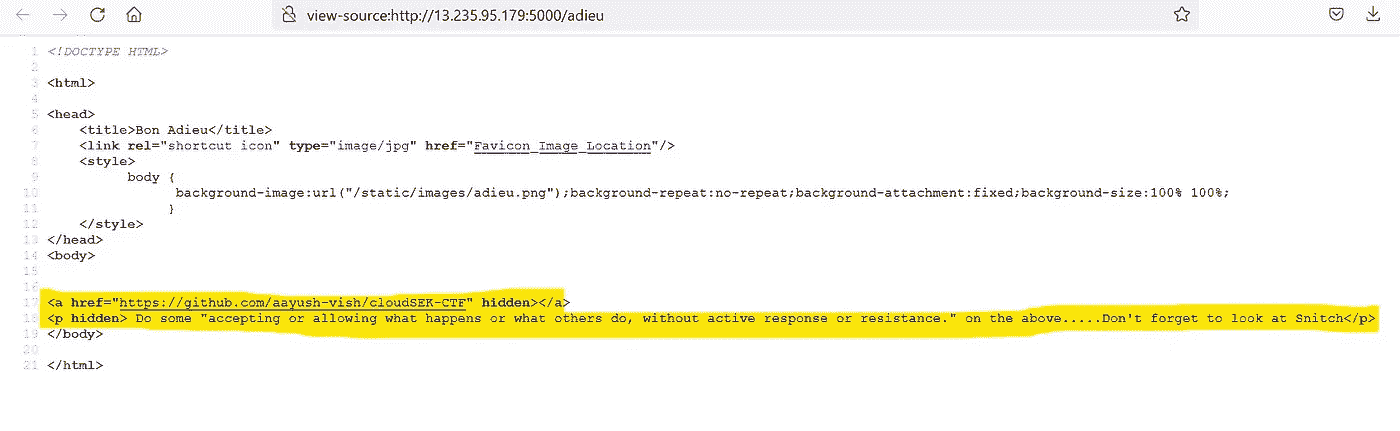 view-source:http://13.235.95.179:5000/adieu
1 <!DOCTYPE HTML>
2
3 <html>
4
5 <head>
6 <title>Bon Adieu</title>
7 <link rel="shortcut icon" type="image/jpg" href="Favicon_Image_Location"/>
8 <style>
9 body {
10 background-image:url("/static/images/adieu.png");background-repeat:no-repeat;background-attachment:fixed;background-size:100% 100%;
11 }
12 </style>
13 </head>
14 <body>
15
16
17 <a href="https://github.com/aayush-vish/cloudSEK-CTF" hidden></a>
18 <p hidden> Do some "accepting or allowing what happens or what others do, without active response or resistance." on the above.....Don't forget to look at Snitch</p>
19 </body>
20
21 </html>